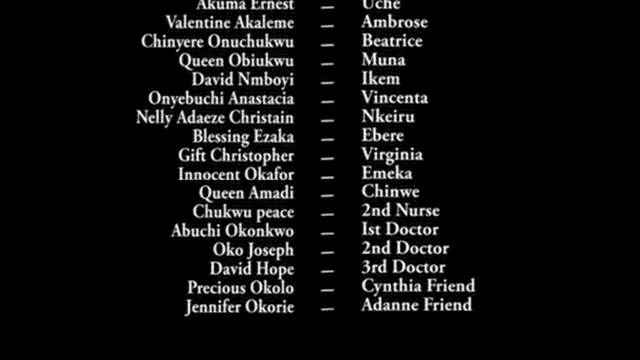 Akuma Ernest — Uche
Valentine Akaleme — Ambrose
Chinyere Onuchukwu — Beatrice
Queen Obiukwu — Muna
David Nmboyi — Ikem
Onyebuchi Anastacia — Vincenta
Nelly Adaeze Christain — Nkeiru
Blessing Ezaka — Ebere
Gift Christopher — Virginia
Innocent Okafor — Emeka
Queen Amadi — Chinwe
Chukwu peace — 2nd Nurse
Abuchi Okonkwo — Ist Doctor
Oko Joseph — 2nd Doctor
David Hope — 3rd Doctor
Precious Okolo — Cynthia Friend
Jennifer Okorie — Adanne Friend